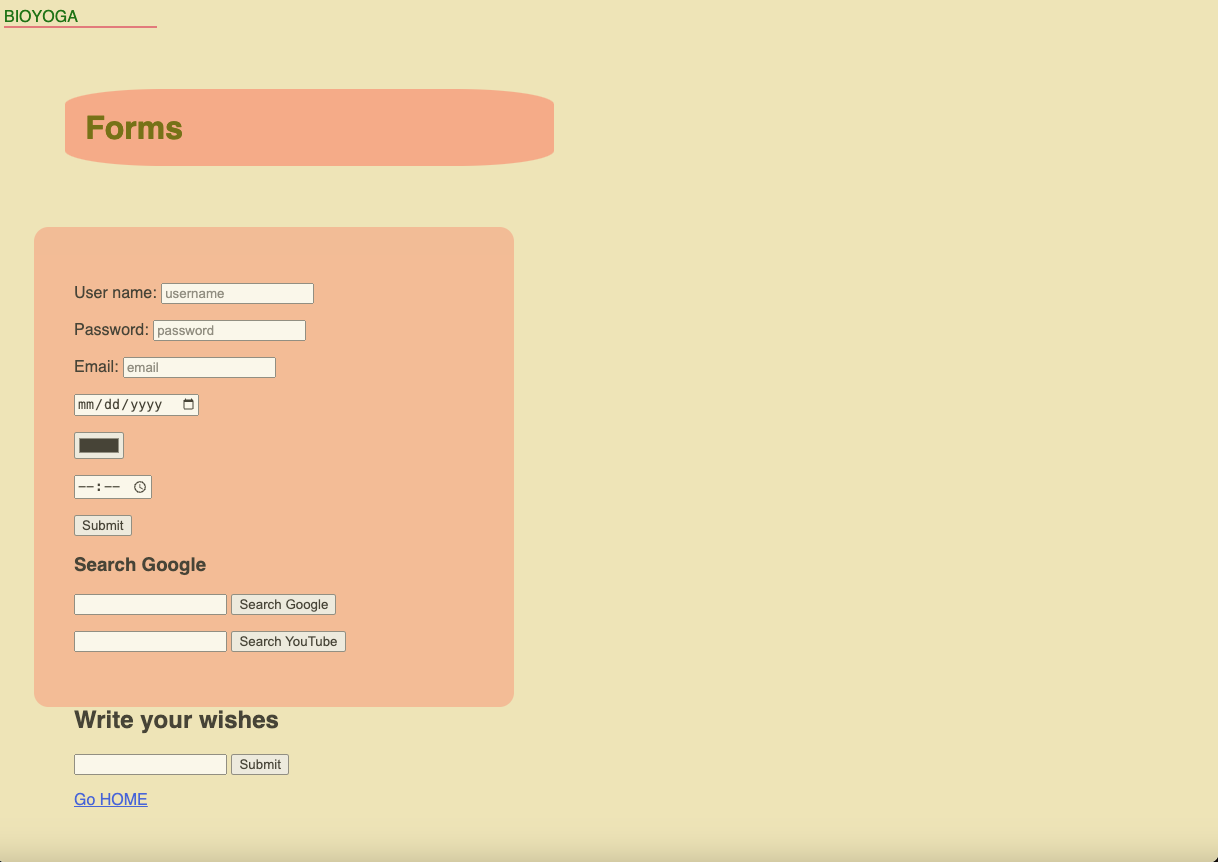 BIOYOGA
Forms
User name: username
Password: password
Email: email
mm/dd/yyyy
--:--
Submit
Search Google
Search Google
Search YouTube
Write your wishes
Submit
Go HOME